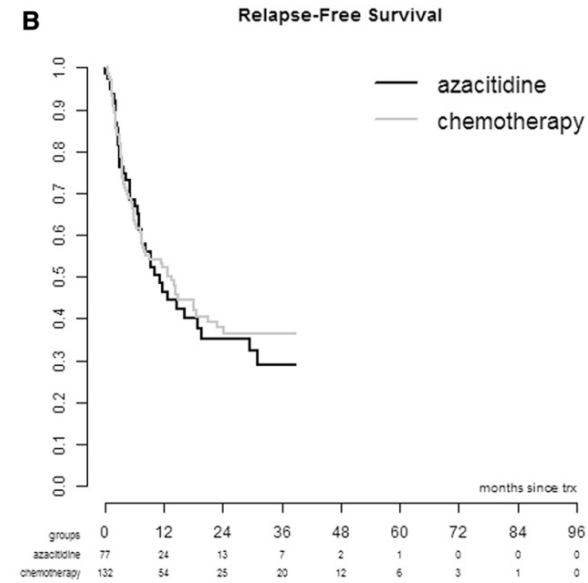 B
Relapse-Free Survival
azacitidine
chemotherapy
1.0
0.9
0.8
0.7
0.6
0.5
0.4
0.3
0.2
0.1
0.0
months since trx
groups 0 12 24 36 48 60 72 84 96
azacitidine 77 24 13 7 2 1 0 0 0
chemotherapy 132 54 25 20 12 6 3 1 0